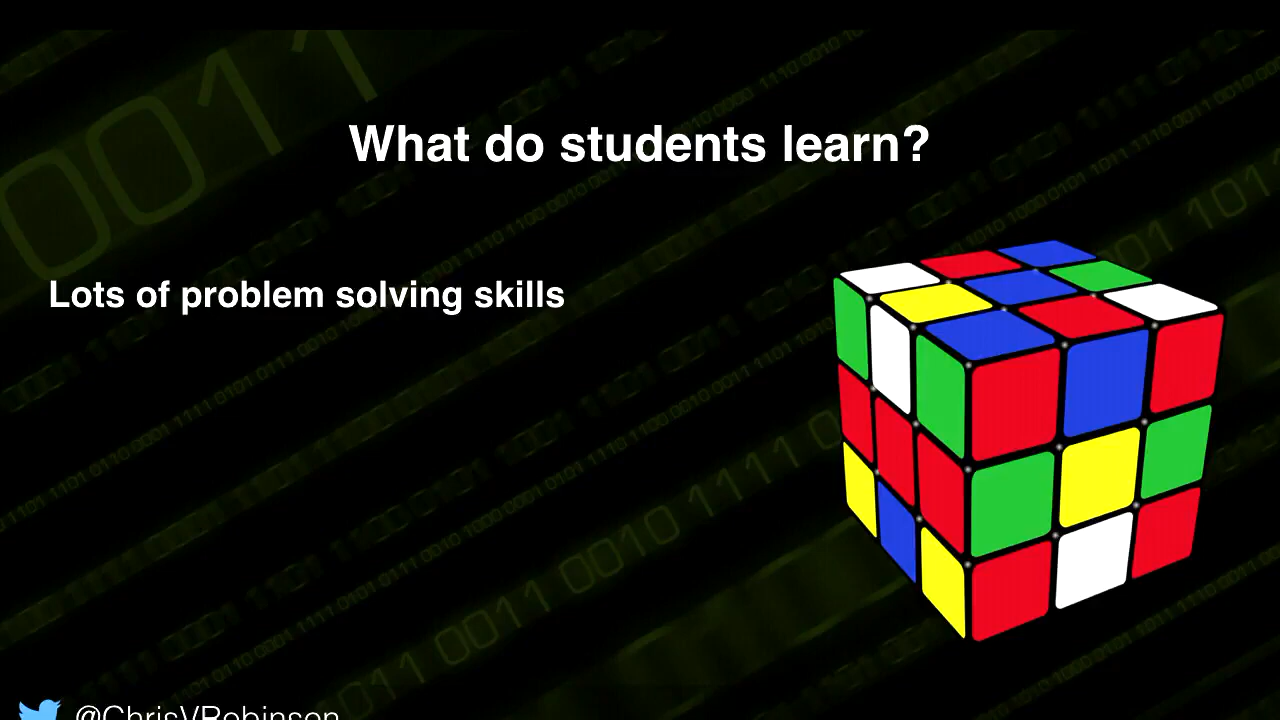 What do students learn?
Lots of problem solving skills
@ChrisVRobinson